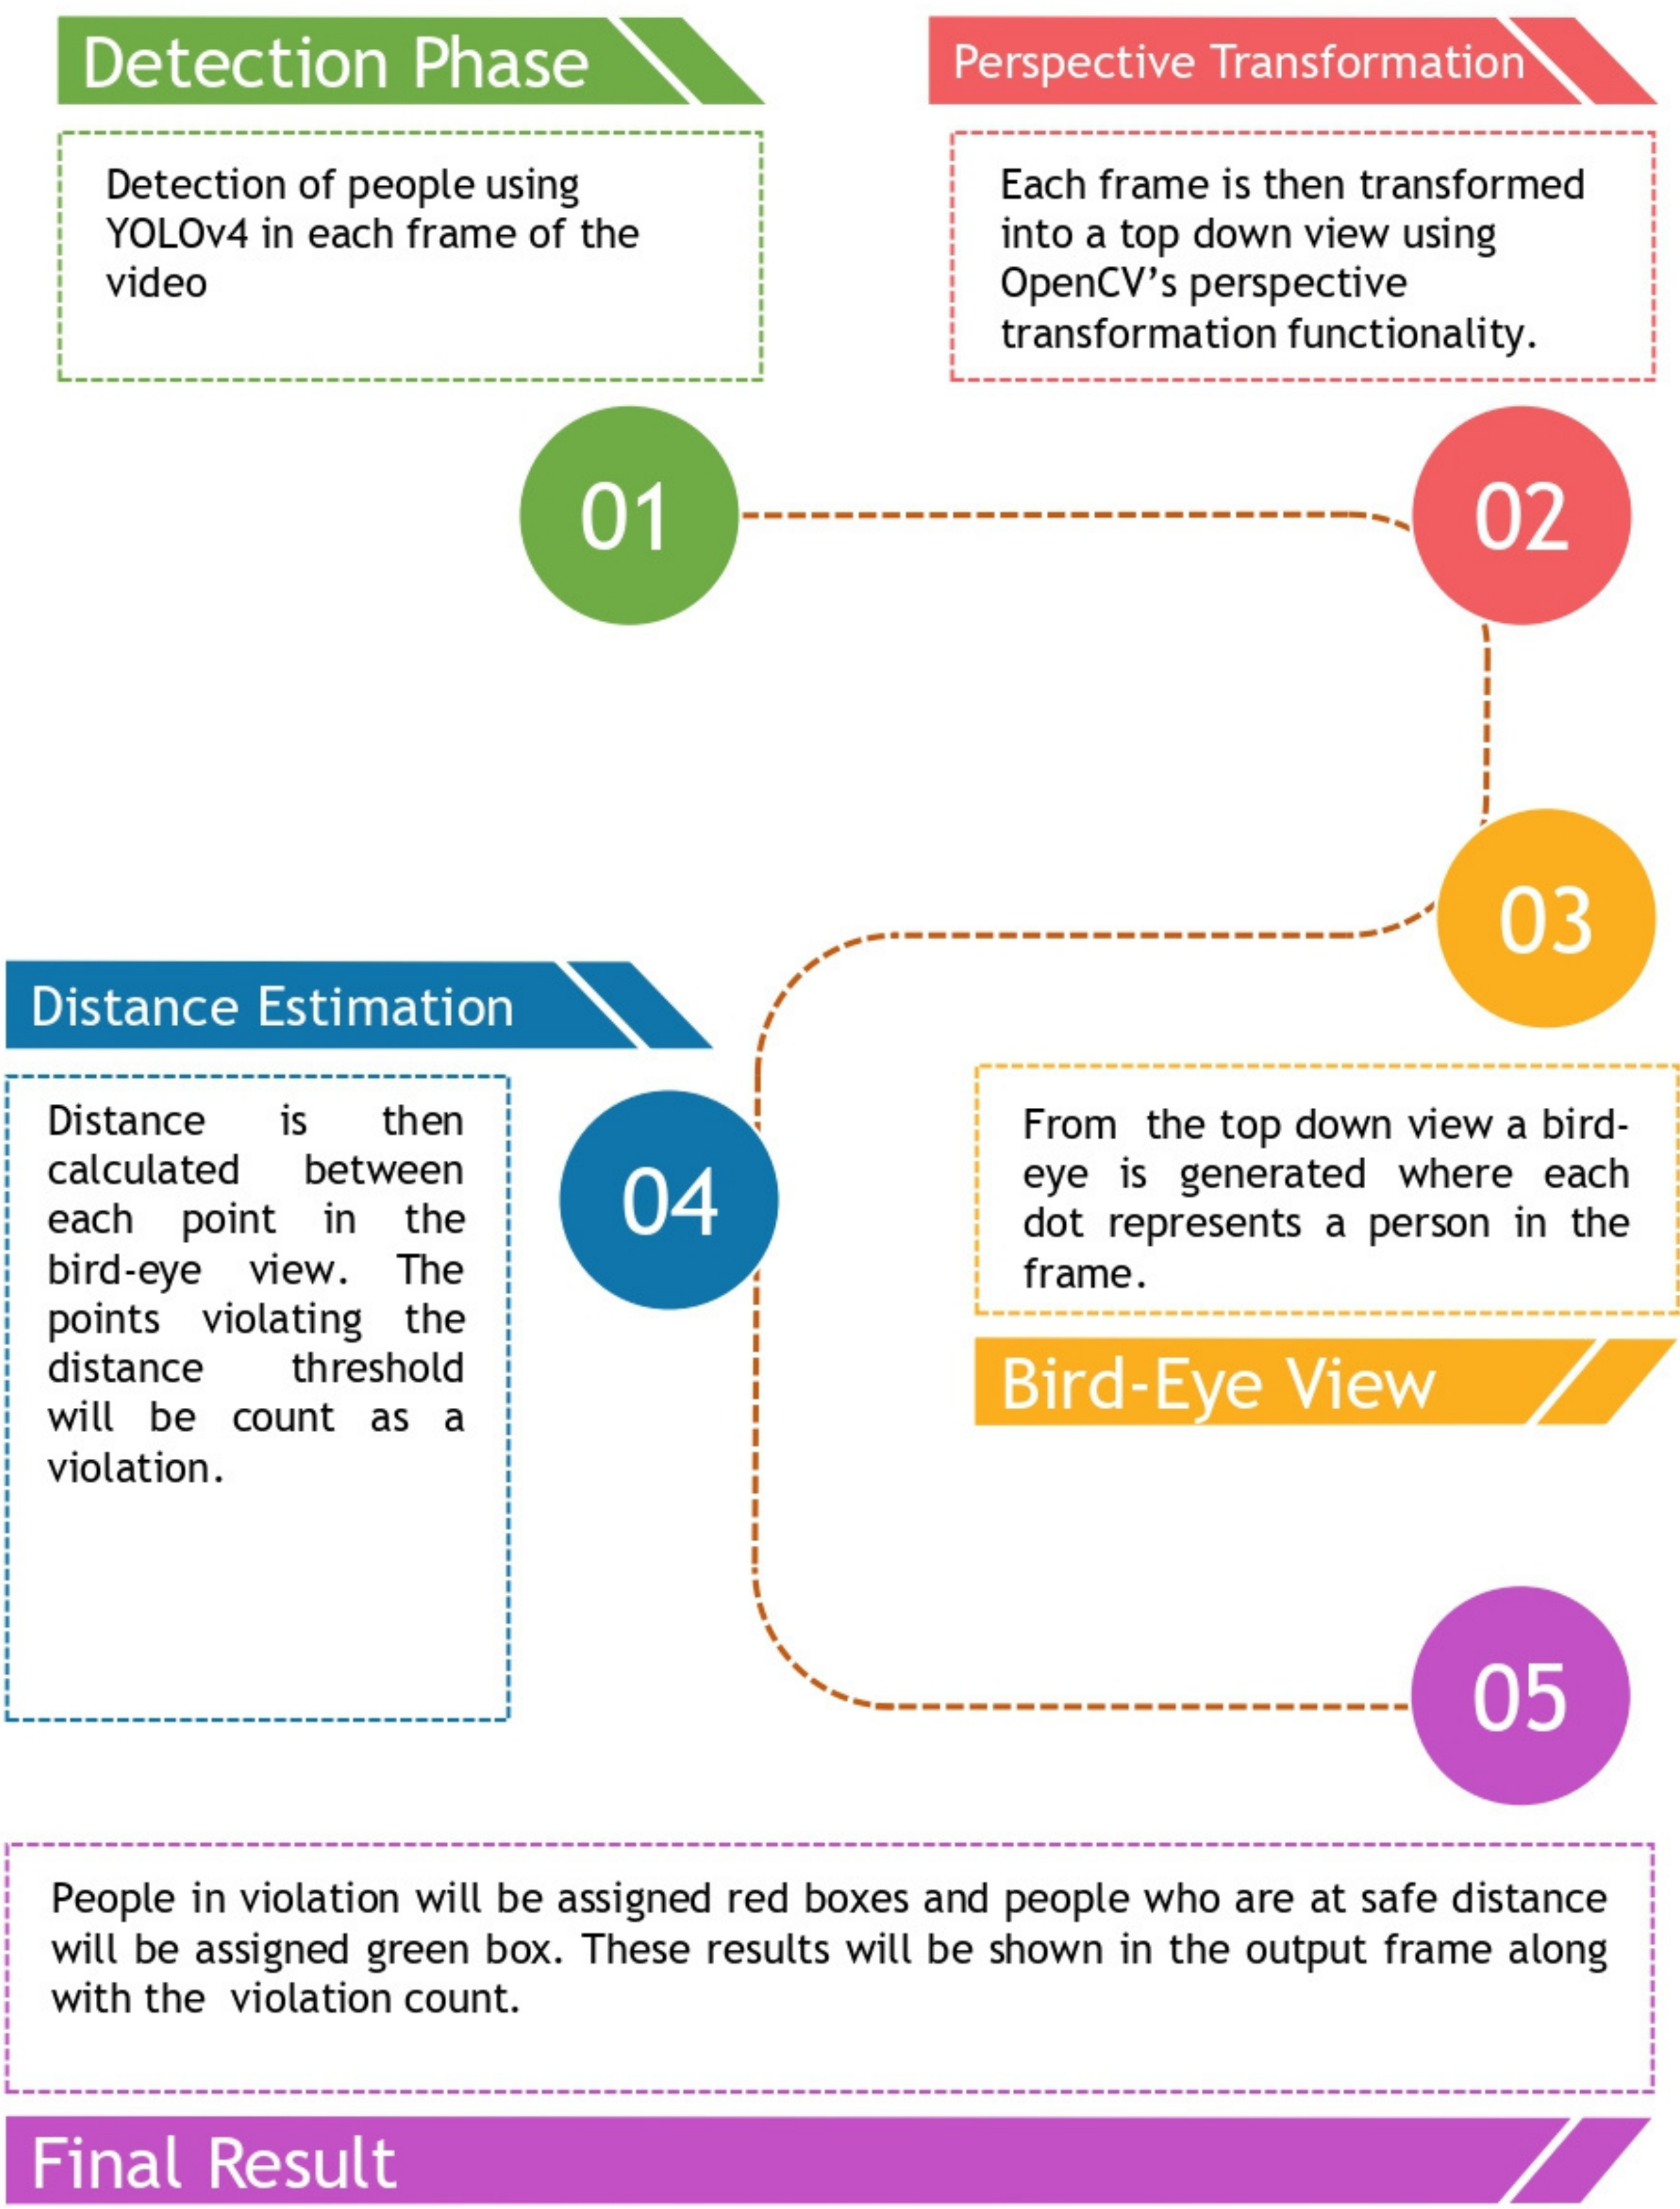 Detection Phase
Detection of people using
YOLOv4 in each frame of the
video
01
Perspective Transformation
Each frame is then transformed
into a top down view using
OpenCV’s perspective
transformation functionality.
02
03
From the top down view a bird-
eye is generated where each
dot represents a person in the
frame.
Bird-Eye View
Distance Estimation
Distance is then
calculated between
each point in the
bird-eye view. The
points violating the
distance threshold
will be count as a
violation.
04
05
People in violation will be assigned red boxes and people who are at safe distance
will be assigned green box. These results will be shown in the output frame along
with the violation count.
Final Result